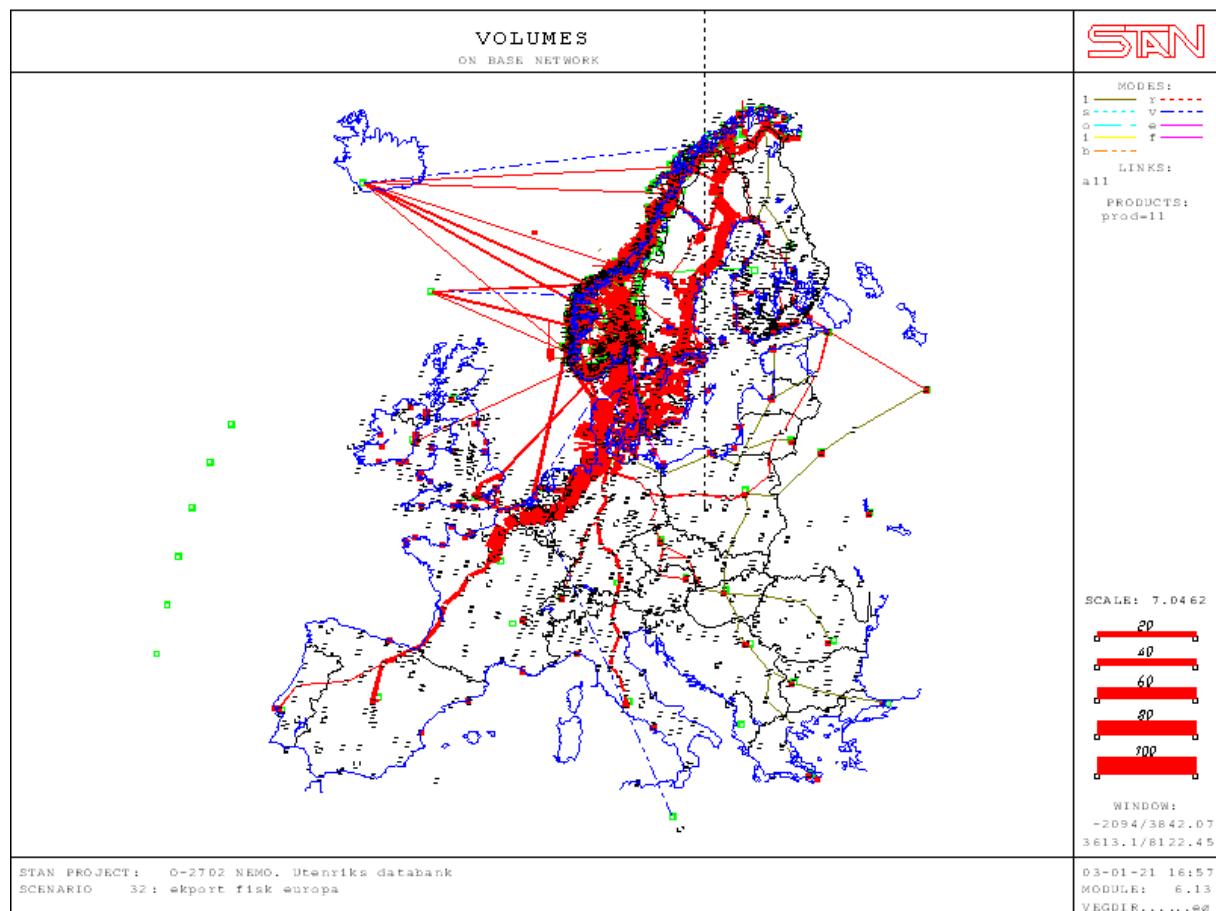 VOLUMES
ON BASE NETWORK
STAN
MODES:
l r
s v
o e
i f
b
LINKS:
all
PRODUCTS:
prod=11
SCALE: 7.0462
20
40
60
80
100
WINDOW:
-2094/3842.07
3613.1/8122.45
STAN PROJECT: O-2702 NEMO. Utenriks databank
SCENARIO 32: ekport fisk europa
03-01-21 16:57
MODULE: 6.13
VEGDIR......eø